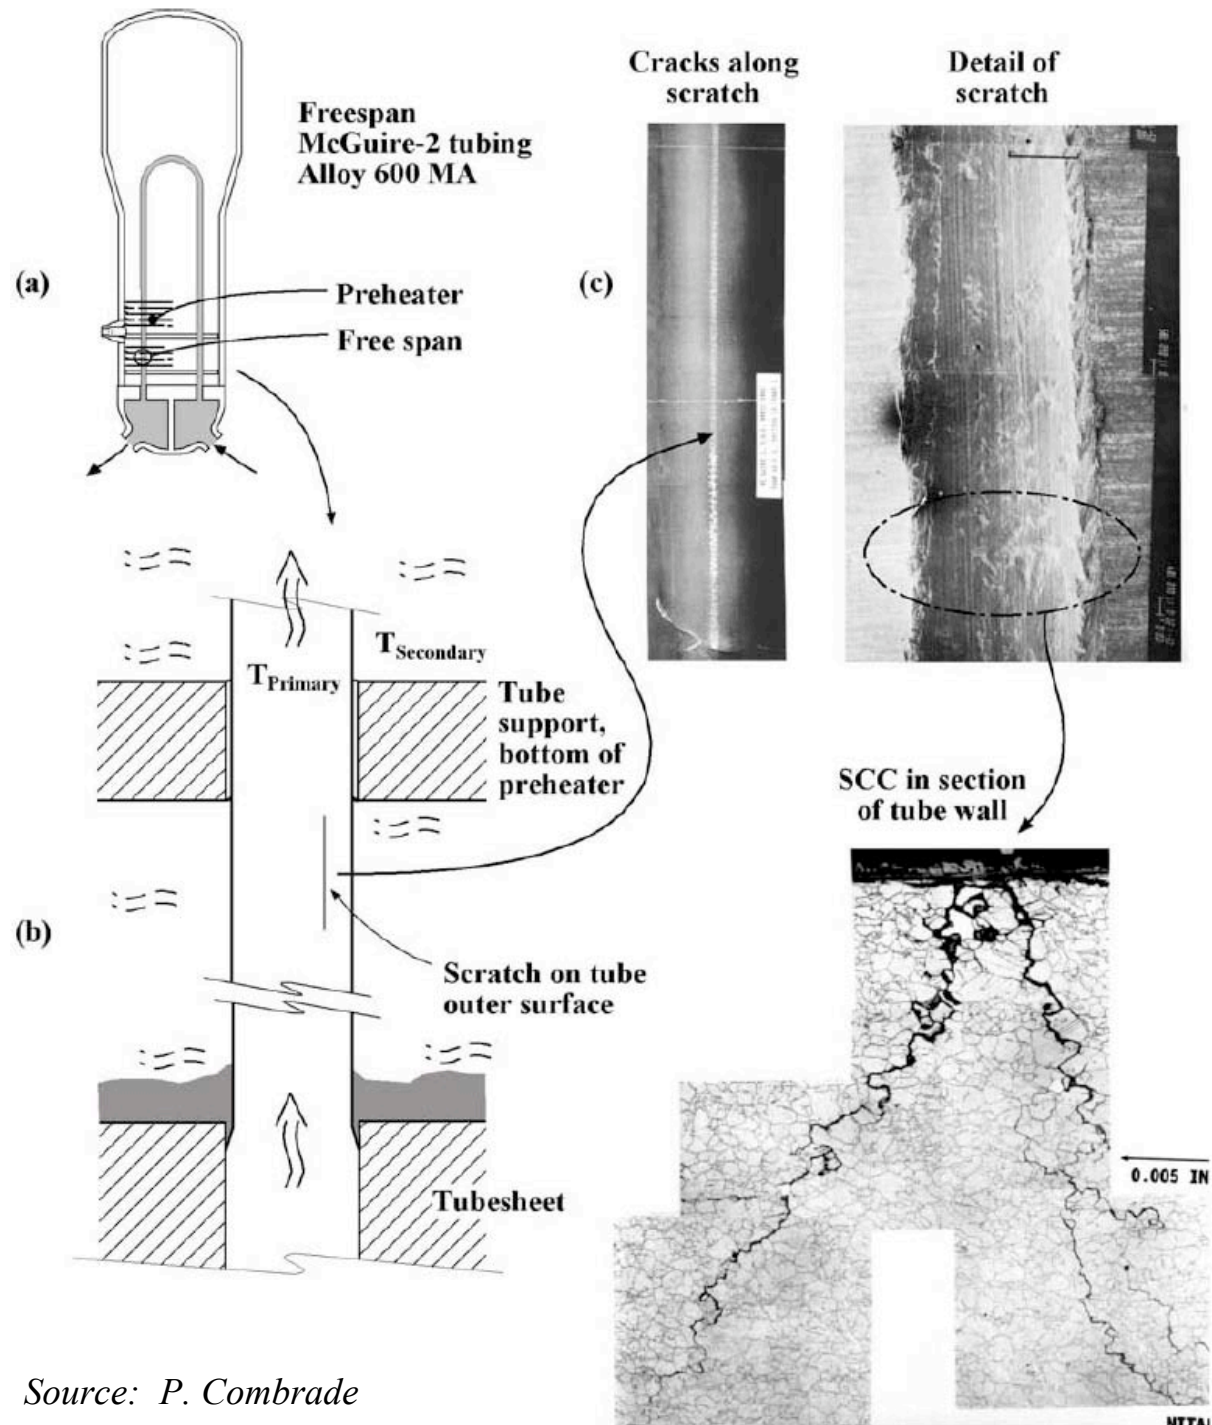 Freespan
McGuire-2 tubing
Alloy 600 MA
(a)
Preheater
Free span
Cracks along
scratch
Detail of
scratch
(c)
T Secondary
T Primary
Tube
support,
bottom of
preheater
(b)
Scratch on tube
outer surface
Tubesheet
SCC in section
of tube wall
0.005 IN
Source: P. Combrade